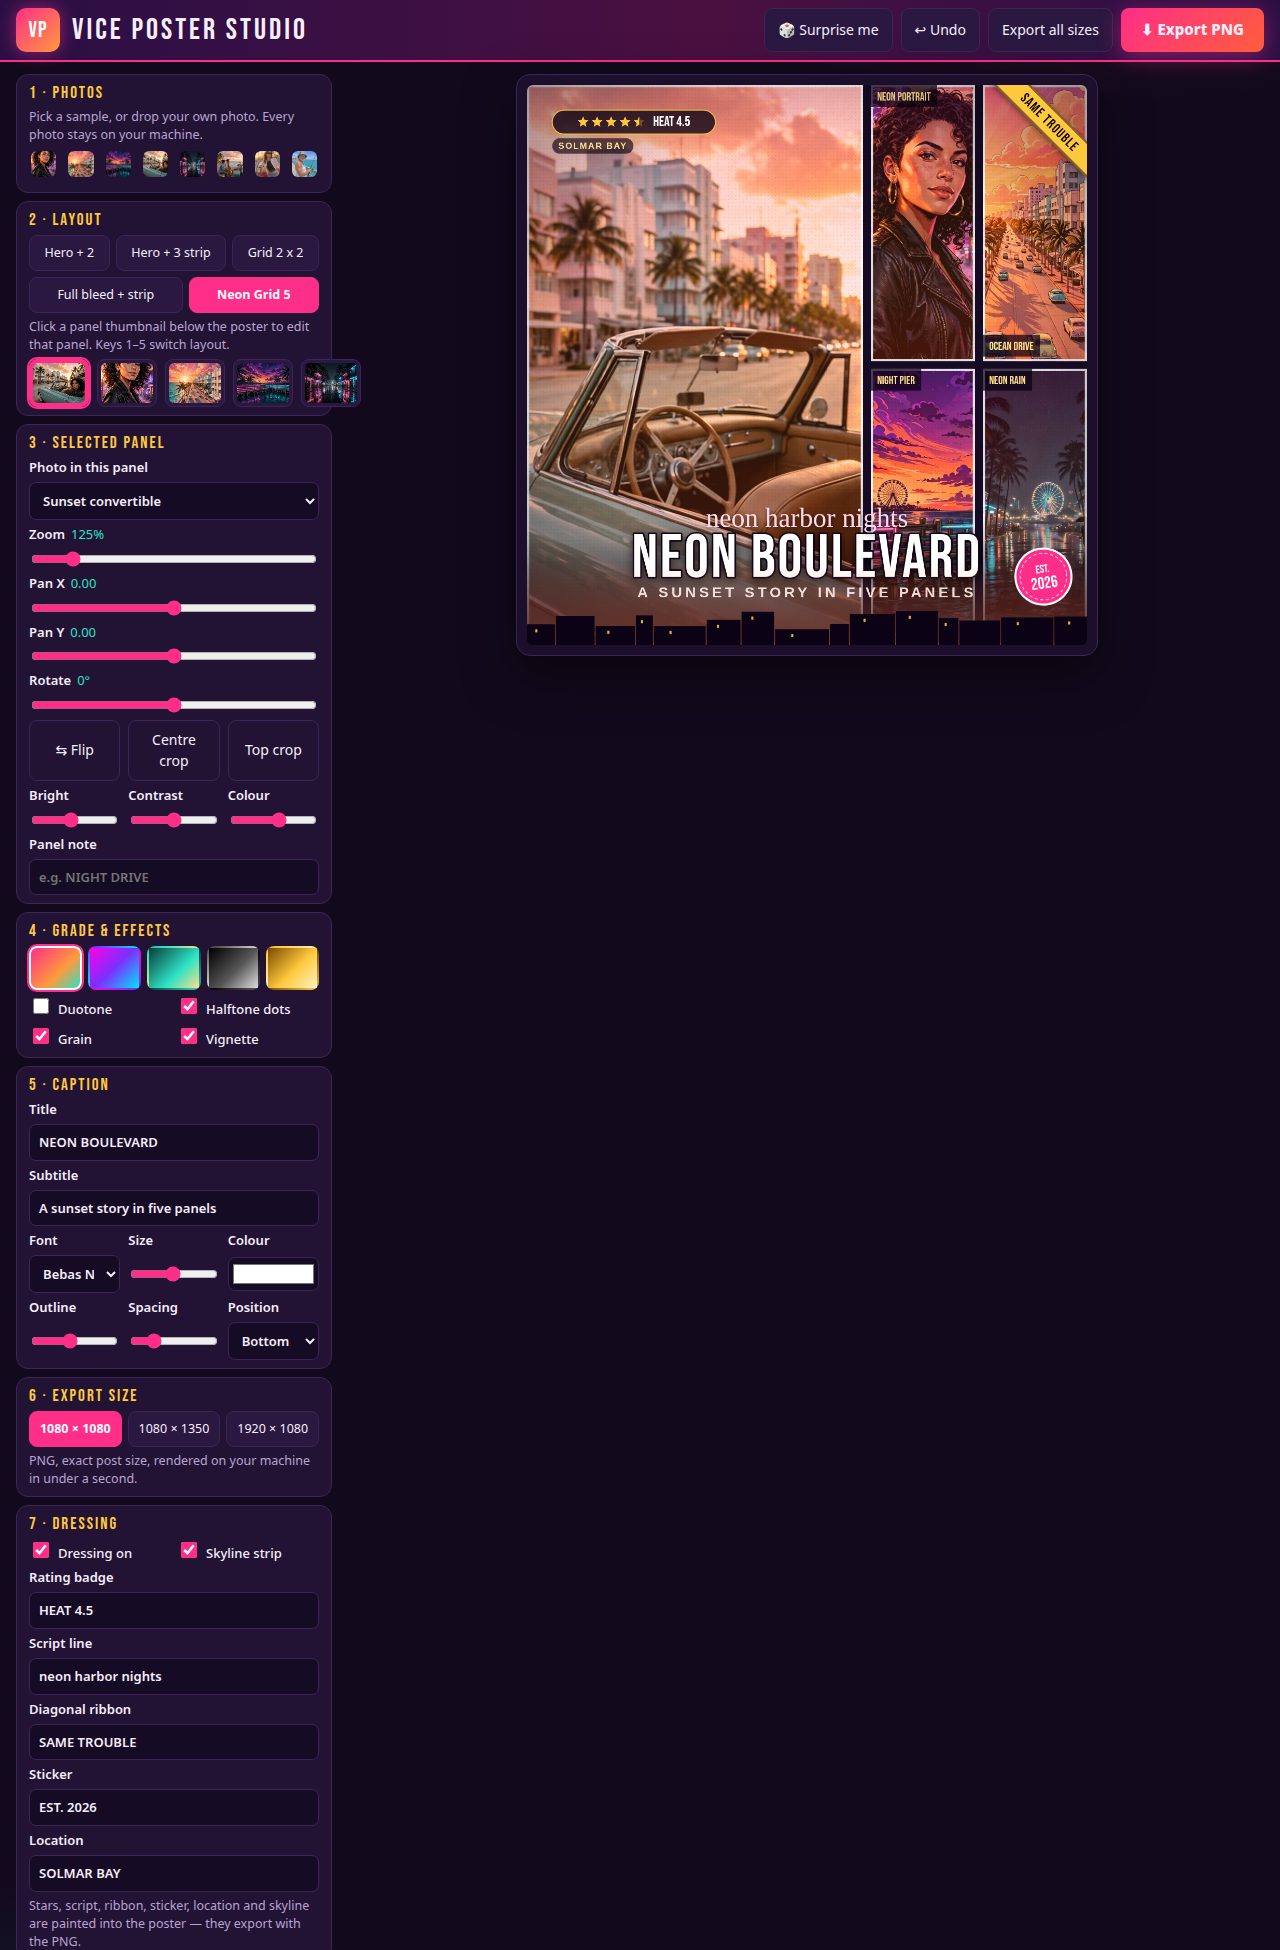 VP VICE POSTER STUDIO
🎲 Surprise me
↩ Undo
Export all sizes
⬇ Export PNG
1 · PHOTOS
Pick a sample, or drop your own photo. Every
photo stays on your machine.
2 · LAYOUT
Hero + 2
Hero + 3 strip
Grid 2 x 2
Full bleed + strip
Neon Grid 5
Click a panel thumbnail below the poster to edit
that panel. Keys 1–5 switch layout.
3 · SELECTED PANEL
Photo in this panel
Sunset convertible
Zoom 125%
Pan X 0.00
Pan Y 0.00
Rotate 0°
⇆ Flip
Centre
crop
Top crop
Bright
Contrast
Colour
Panel note
e.g. NIGHT DRIVE
4 · GRADE & EFFECTS
Duotone
Halftone dots
Grain
Vignette
5 · CAPTION
Title
NEON BOULEVARD
Subtitle
A sunset story in five panels
Font
Size
Colour
Bebas N
Outline
Spacing
Position
Bottom
6 · EXPORT SIZE
1080 × 1080
1080 × 1350
1920 × 1080
PNG, exact post size, rendered on your machine
in under a second.
7 · DRESSING
Dressing on
Skyline strip
Rating badge
HEAT 4.5
Script line
neon harbor nights
Diagonal ribbon
SAME TROUBLE
Sticker
EST. 2026
Location
SOLMAR BAY
Stars, script, ribbon, sticker, location and skyline
are painted into the poster — they export with
the PNG.
HEAT 4.5
SOLMAR BAY
NEON PORTRAIT
SAME TROUBLE
OCEAN DRIVE
NIGHT PIER
NEON RAIN
neon harbor nights
NEON BOULEVARD
A SUNSET STORY IN FIVE PANELS
EST.
2026